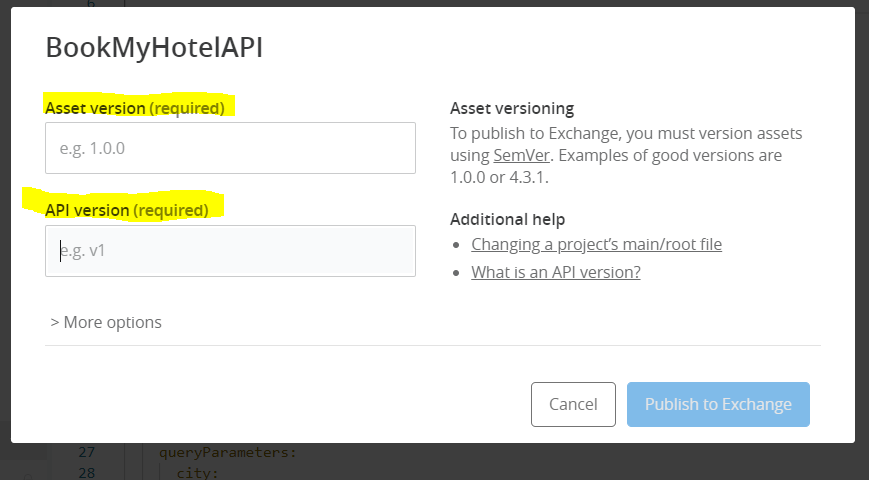 6
BookMyHotelAPI
Asset version (required)
e.g. 1.0.0
API version (required)
e.g. v1
> More options
Asset versioning
To publish to Exchange, you must version assets
using SemVer. Examples of good versions are
1.0.0 or 4.3.1.
Additional help
Changing a project's main/root file
What is an API version?
Cancel
Publish to Exchange
27 queryParameters:
28 city: